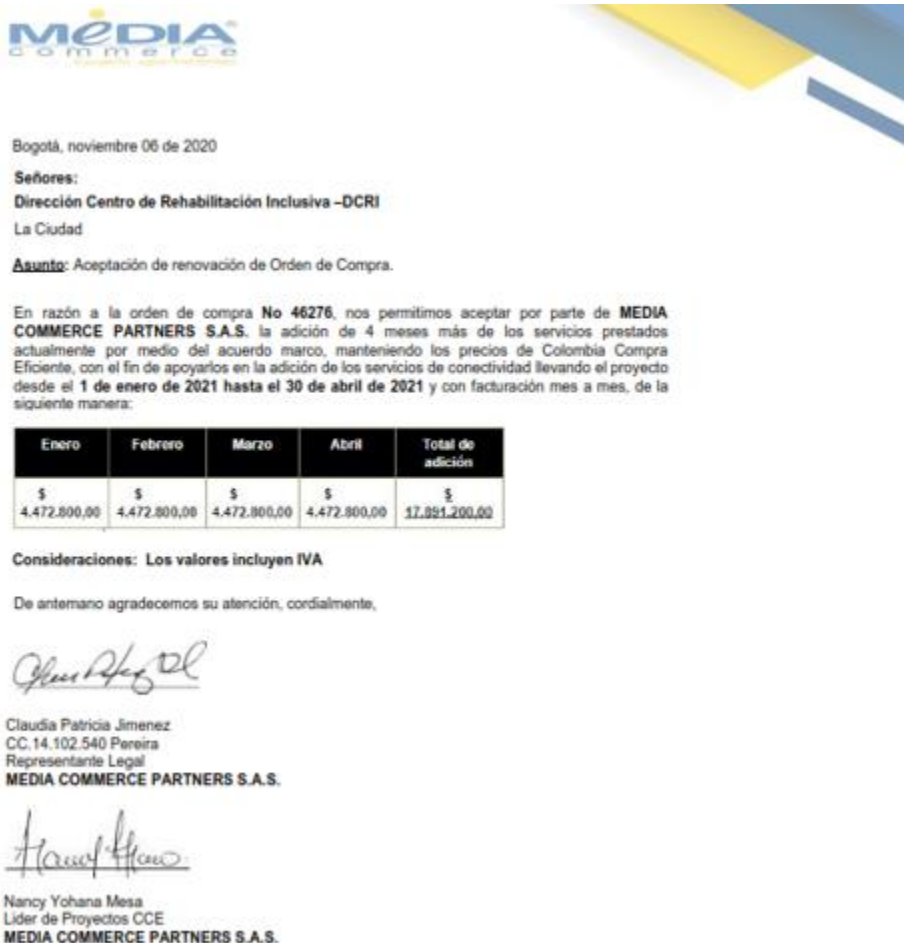 MéDIA
commerce
Bogotá, noviembre 06 de 2020
Señores:
Dirección Centro de Rehabilitación Inclusiva –DCRI
La Ciudad
Asunto: Aceptación de renovación de Orden de Compra.
En razón a la orden de compra No 46276, nos permitimos aceptar por parte de MEDIA
COMMERCE PARTNERS S.A.S. la adición de 4 meses más de los servicios prestados
actualmente por medio del acuerdo marco, manteniendo los precios de Colombia Compra
Eficiente, con el fin de apoyarlos en la adición de los servicios de conectividad llevando el proyecto
desde el 1 de enero de 2021 hasta el 30 de abril de 2021 y con facturación mes a mes, de la
siguiente manera:
Enero Febrero Marzo Abril Total de
adición
$ $ $ $ $
4.472.800,00 4.472.800,00 4.472.800,00 4.472.800,00 17.891.200,00
Consideraciones: Los valores incluyen IVA
De antemano agradecemos su atención, cordialmente,
Claudia Patricia Jimenez
CC.14.102.540 Pereira
Representante Legal
MEDIA COMMERCE PARTNERS S.A.S.
Nancy Yohana Mesa
Lider de Proyectos CCE
MEDIA COMMERCE PARTNERS S.A.S.